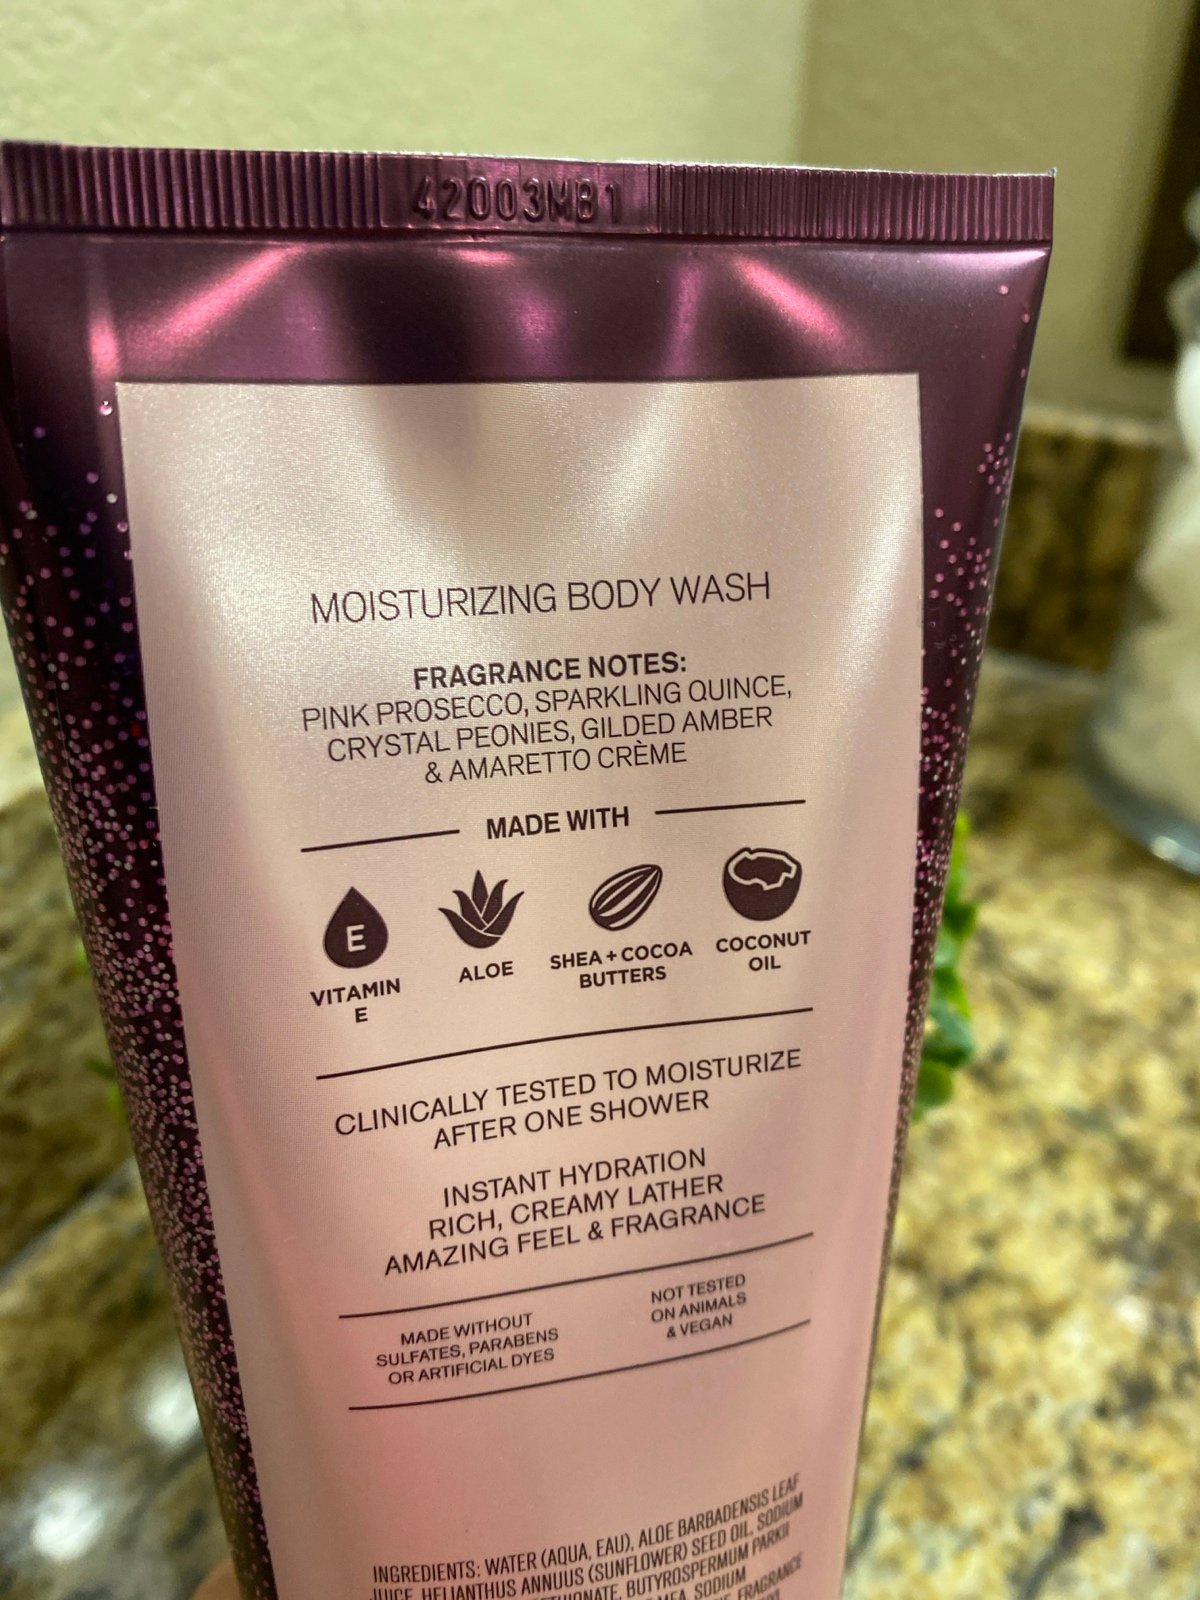 42003MB1
MOISTURIZING BODY WASH
FRAGRANCE NOTES:
PINK PROSECCO, SPARKLING QUINCE,
CRYSTAL PEONIES, GILDED AMBER
& AMARETTO CRÈME
MADE WITH
E
VITAMIN
E
ALOE
SHEA + COCOA
BUTTERS
COCONUT
OIL
CLINICALLY TESTED TO MOISTURIZE
AFTER ONE SHOWER
INSTANT HYDRATION
RICH, CREAMY LATHER
AMAZING FEEL & FRAGRANCE
MADE WITHOUT
SULFATES, PARABENS
OR ARTIFICIAL DYES
NOT TESTED
ON ANIMALS
& VEGAN
INGREDIENTS: WATER (AQUA, EAU), ALOE BARBADENSIS LEAF
JUICE, HELIANTHUS ANNUUS (SUNFLOWER) SEED OIL, SODIUM
BUTYROSPERMUM PARKII
MEA, SODIUM
FRAGRANCE